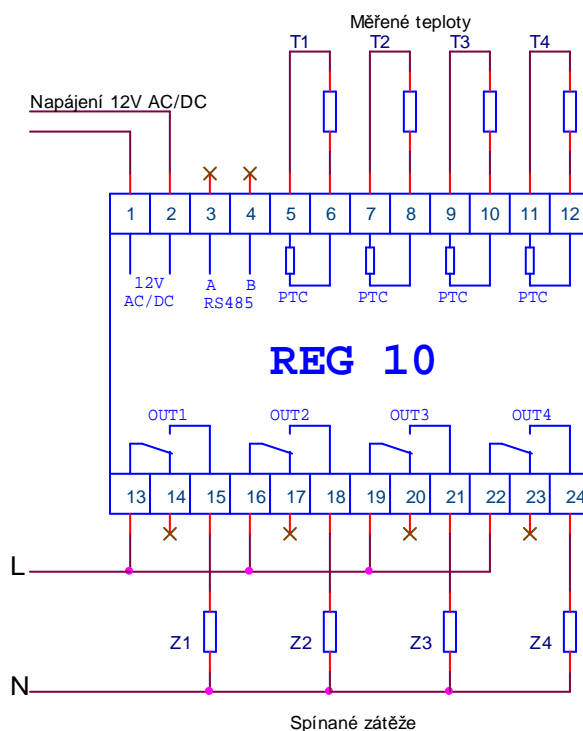 Měřené teploty
T1 T2 T3 T4
Napájení 12V AC/DC
1 2 3 4 5 6 7 8 9 10 11 12
12V AC/DC
A B
RS485
PTC PTC PTC PTC
REG 10
OUT1 OUT2 OUT3 OUT4
13 14 15 16 17 18 19 20 21 22 23 24
L
Z1 Z2 Z3 Z4
N
Spínané zátěže